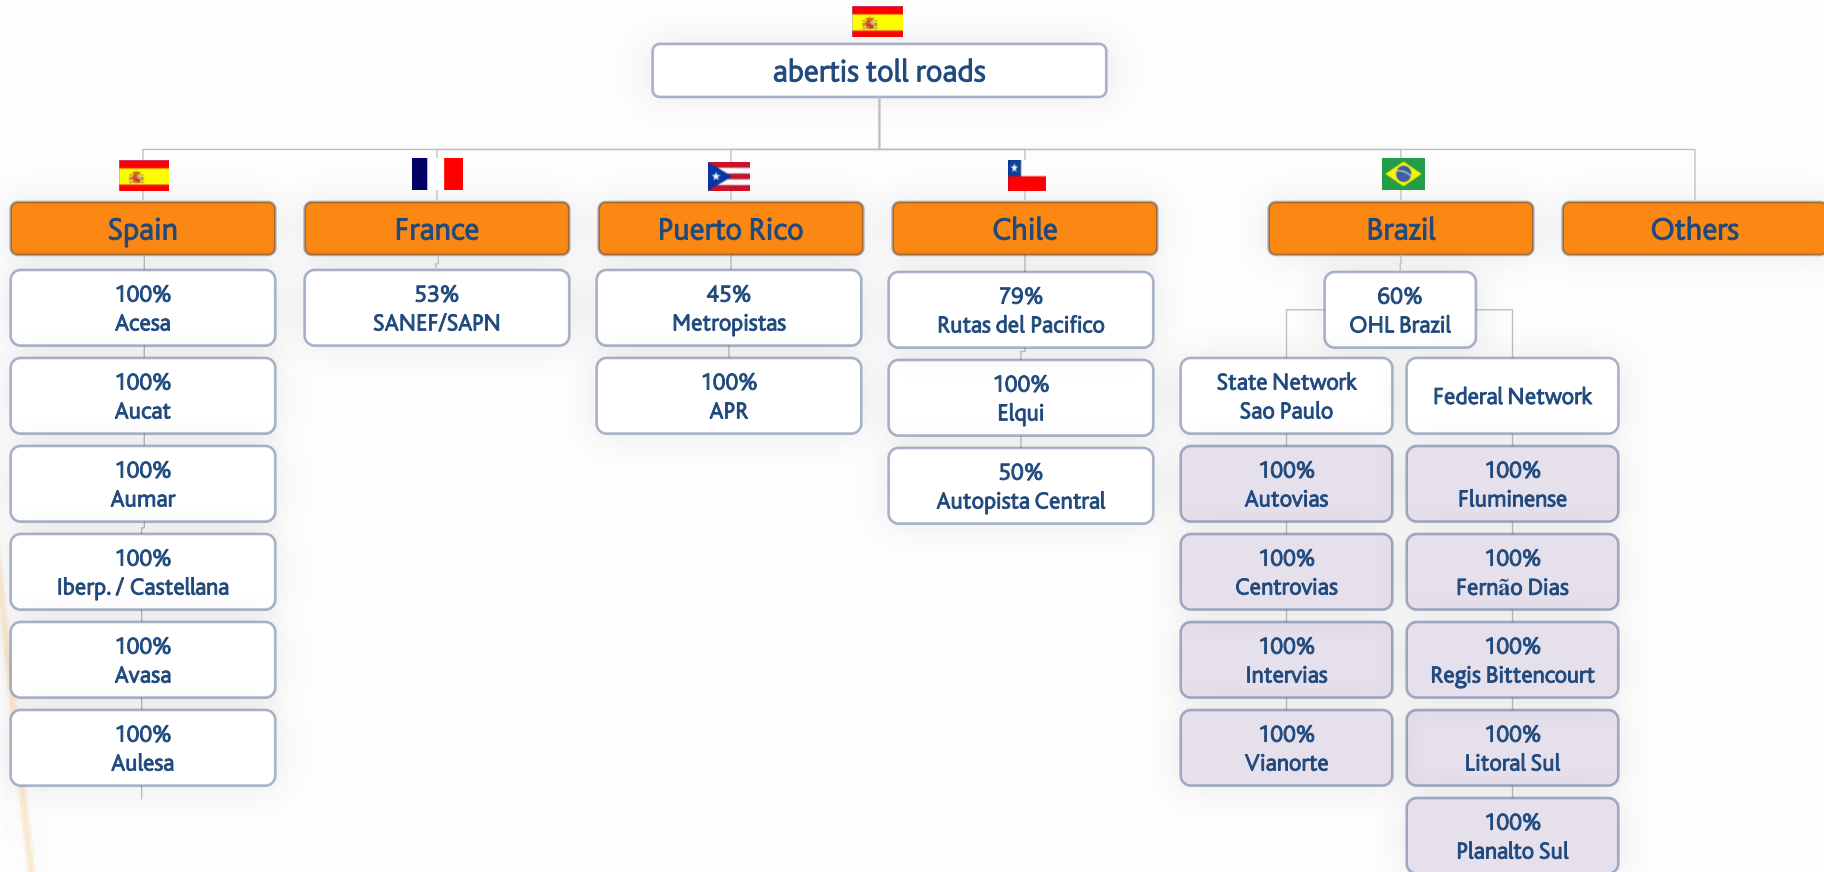 abertis toll roads
Spain
100%
Acesa
100%
Aucat
100%
Aumar
100%
Iberp. / Castellana
100%
Avasa
100%
Aulesa
France
53%
SANEF/SAPN
Puerto Rico
45%
Metropistas
100%
APR
Chile
79%
Rutas del Pacifico
100%
Elqui
50%
Autopista Central
Brazil
60%
OHL Brazil
State Network
Sao Paulo
100%
Autovias
100%
Centrovias
100%
Intervias
100%
Vianorte
Federal Network
100%
Fluminense
100%
Fernão Dias
100%
Regis Bittencourt
100%
Litoral Sul
100%
Planalto Sul
Others